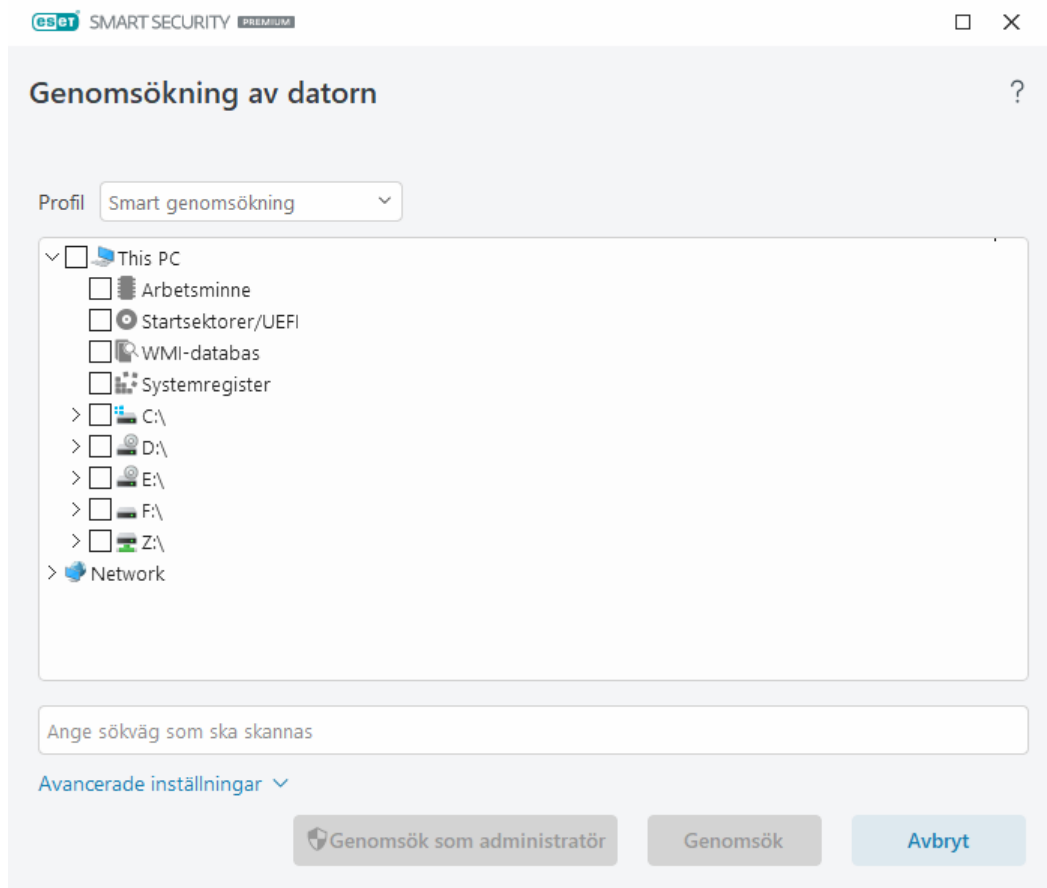 eset SMART SECURITY PREMIUM
Genomsökning av datorn
?
Profil Smart genomsökning
This PC
Arbetsminne
Startsektorer/UEFI
WMI-databas
Systemregister
C:\
D:\
E:\
F:\
Z:\
Network
Ange sökväg som ska skannas
Avancerade inställningar
Genomsök som administratör Genomsök Avbryt